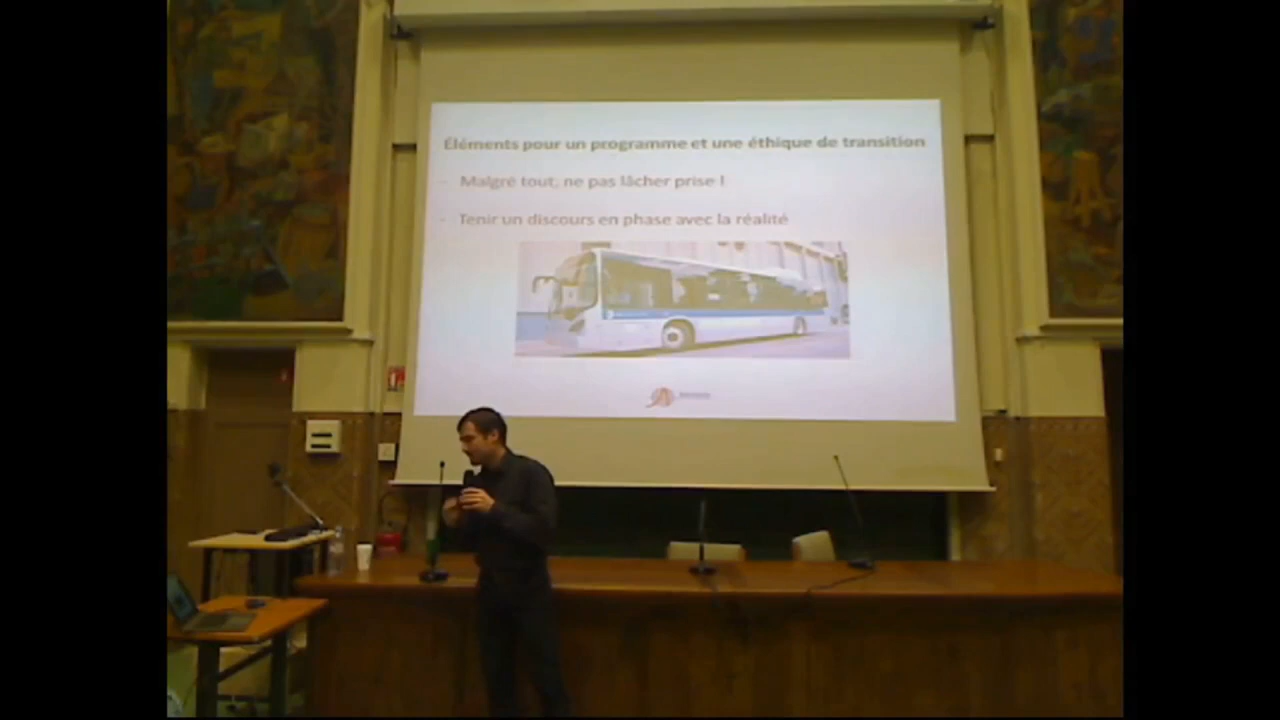 Éléments pour un programme et une éthique de transition
- Malgré tout, ne pas lâcher prise !
- Tenir un discours en phase avec la réalité